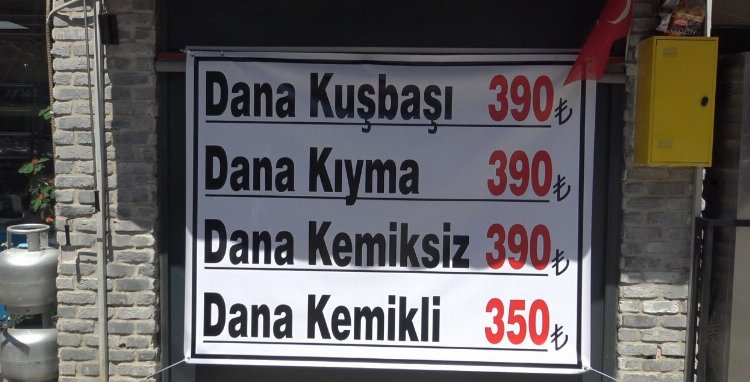 Dana Kuşbaşı 390₺
Dana Kıyma 390₺
Dana Kemiksiz 390₺
Dana Kemikli 350₺